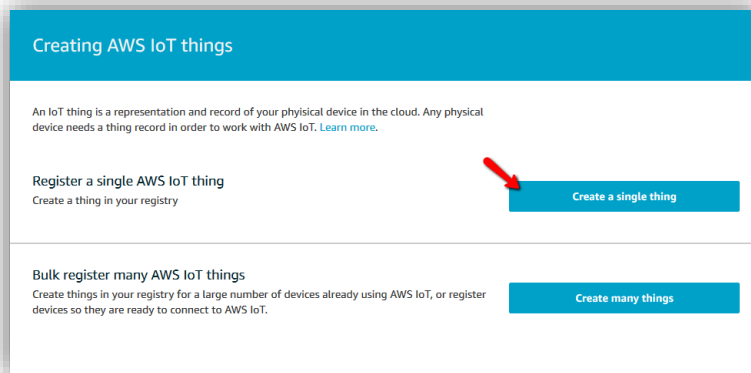 Creating AWS IoT things
An IoT thing is a representation and record of your phyisical device in the cloud. Any physical
device needs a thing record in order to work with AWS IoT. Learn more.
Register a single AWS IoT thing
Create a thing in your registry
Create a single thing
Bulk register many AWS IoT things
Create things in your registry for a large number of devices already using AWS IoT, or register
devices so they are ready to connect to AWS IoT.
Create many things